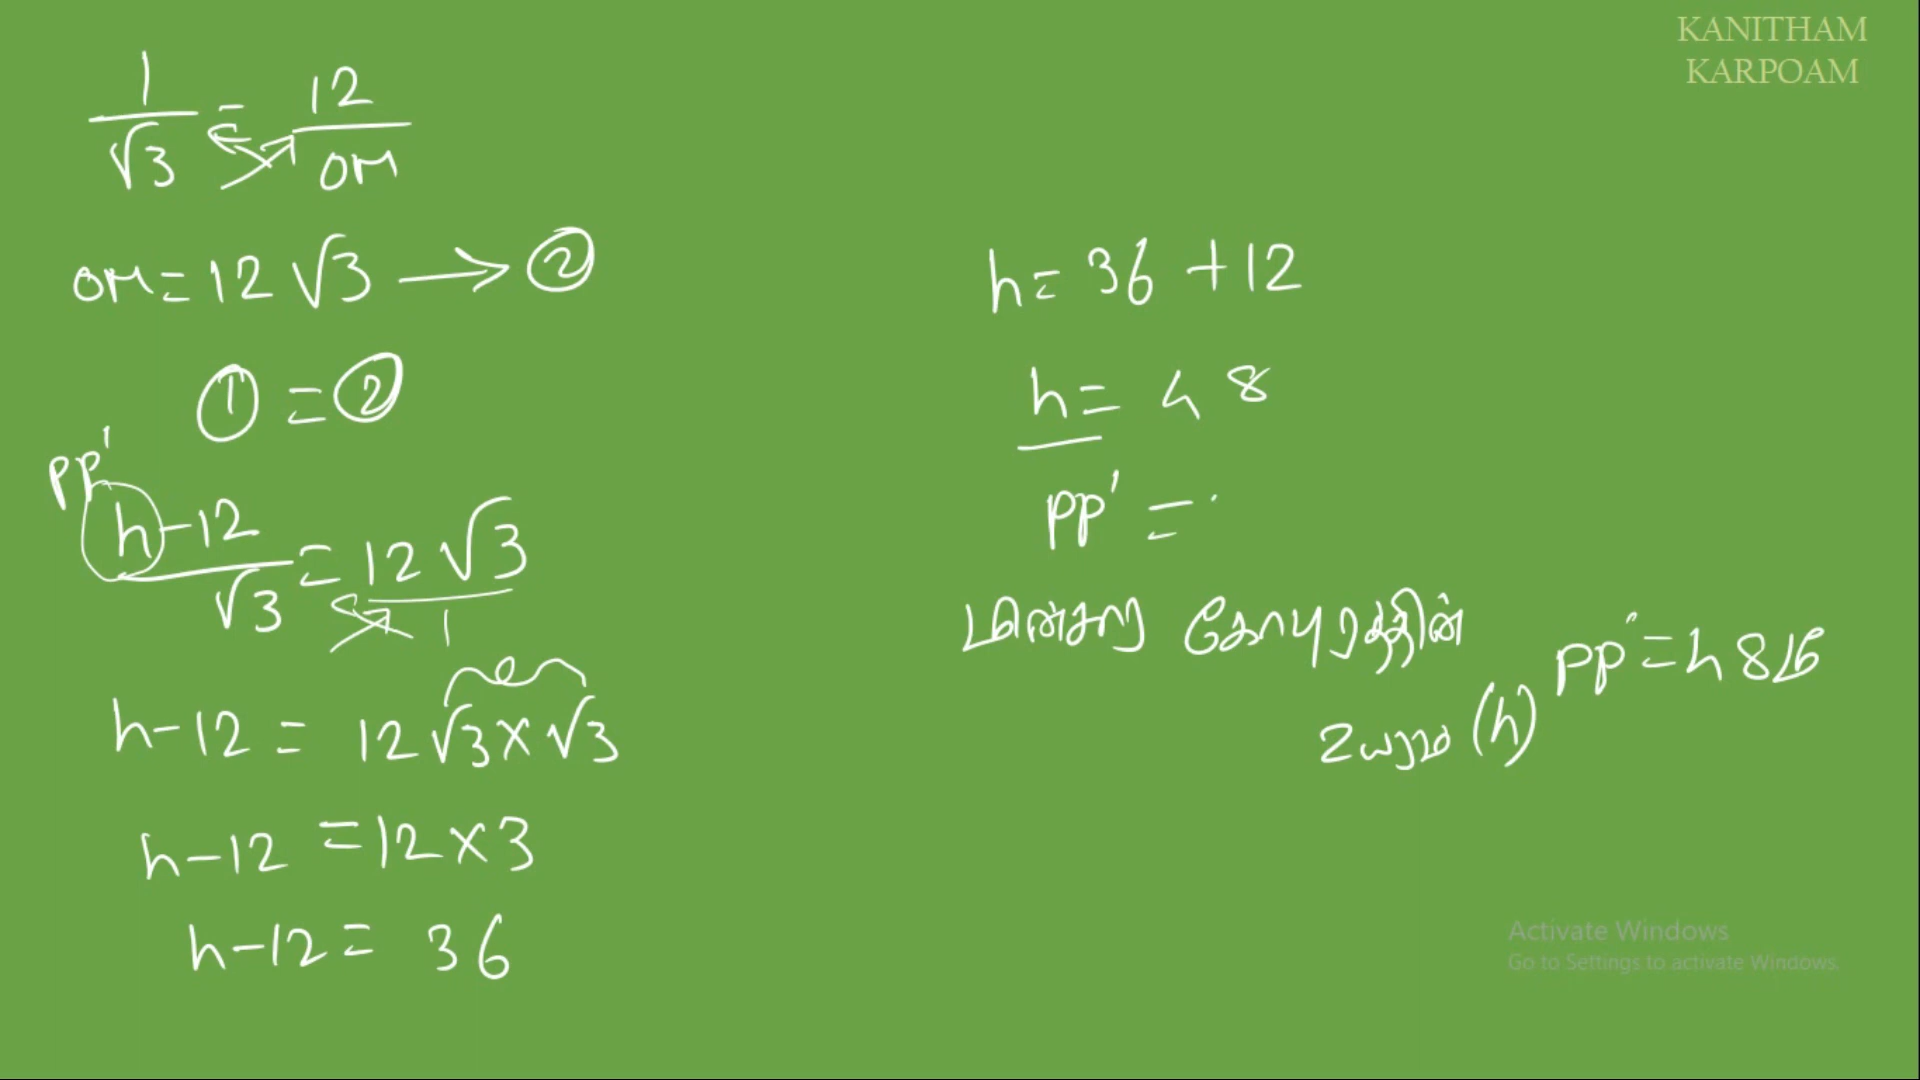 KANITHAM
KARPOAM
1/√3 = 12/OM
OM = 12√3 → ②
① = ②
PP'
h-12/√3 = 12√3/1
h-12 = 12√3×√3
h-12 = 12×3
h-12 = 36
h = 36 + 12
h = 48
PP' =
மின்சார கோபுரத்தின்
உயரம் (h) PP' = 48மீ
Activate Windows
Go to Settings to activate Windows.